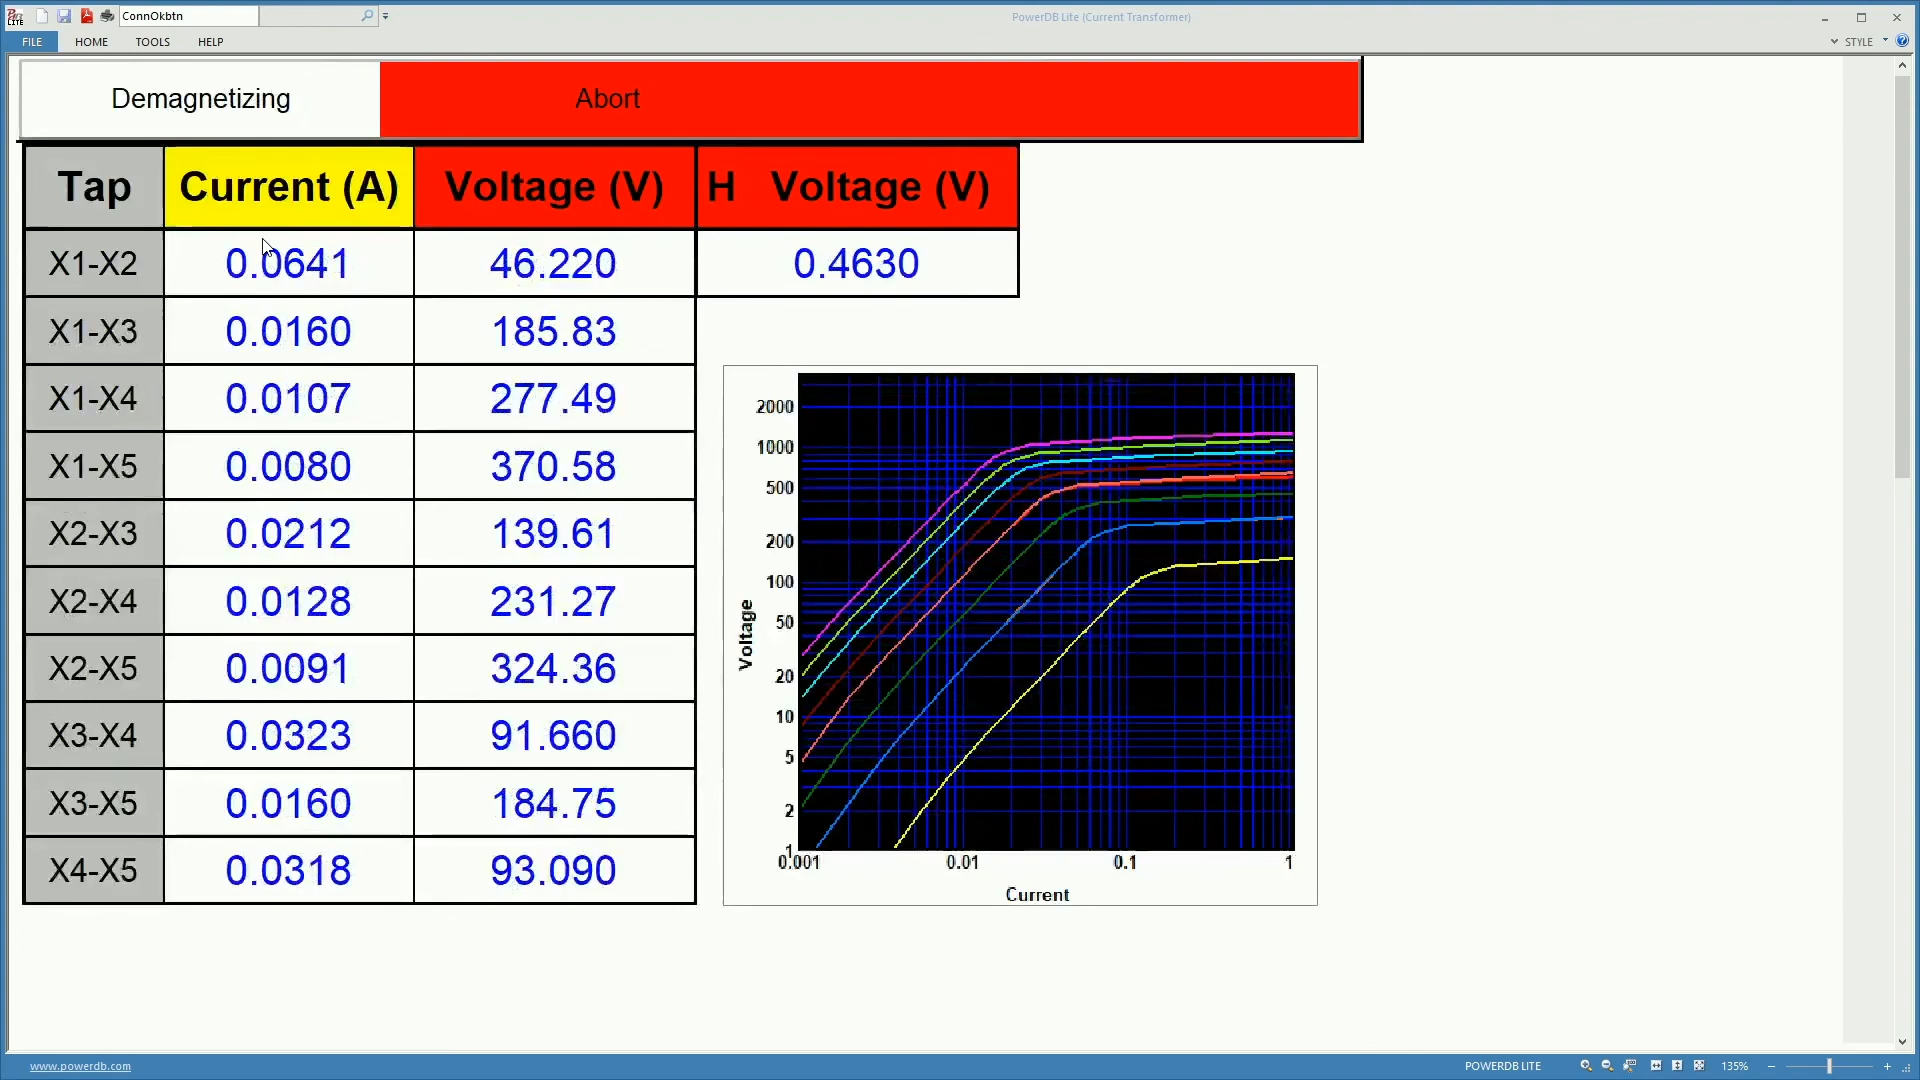 ConnOkbtn
PowerDB Lite (Current Transformer)
FILE HOME TOOLS HELP
STYLE
Demagnetizing Abort
Tap Current (A) Voltage (V) H Voltage (V)
X1-X2 0.0641 46.220 0.4630
X1-X3 0.0160 185.83
X1-X4 0.0107 277.49
X1-X5 0.0080 370.58
X2-X3 0.0212 139.61
X2-X4 0.0128 231.27
X2-X5 0.0091 324.36
X3-X4 0.0323 91.660
X3-X5 0.0160 184.75
X4-X5 0.0318 93.090
Voltage
2000
1000
500
200
100
50
20
10
5
2
1
0.001 0.01 0.1 1
Current
www.powerdb.com
POWERDB LITE
135%